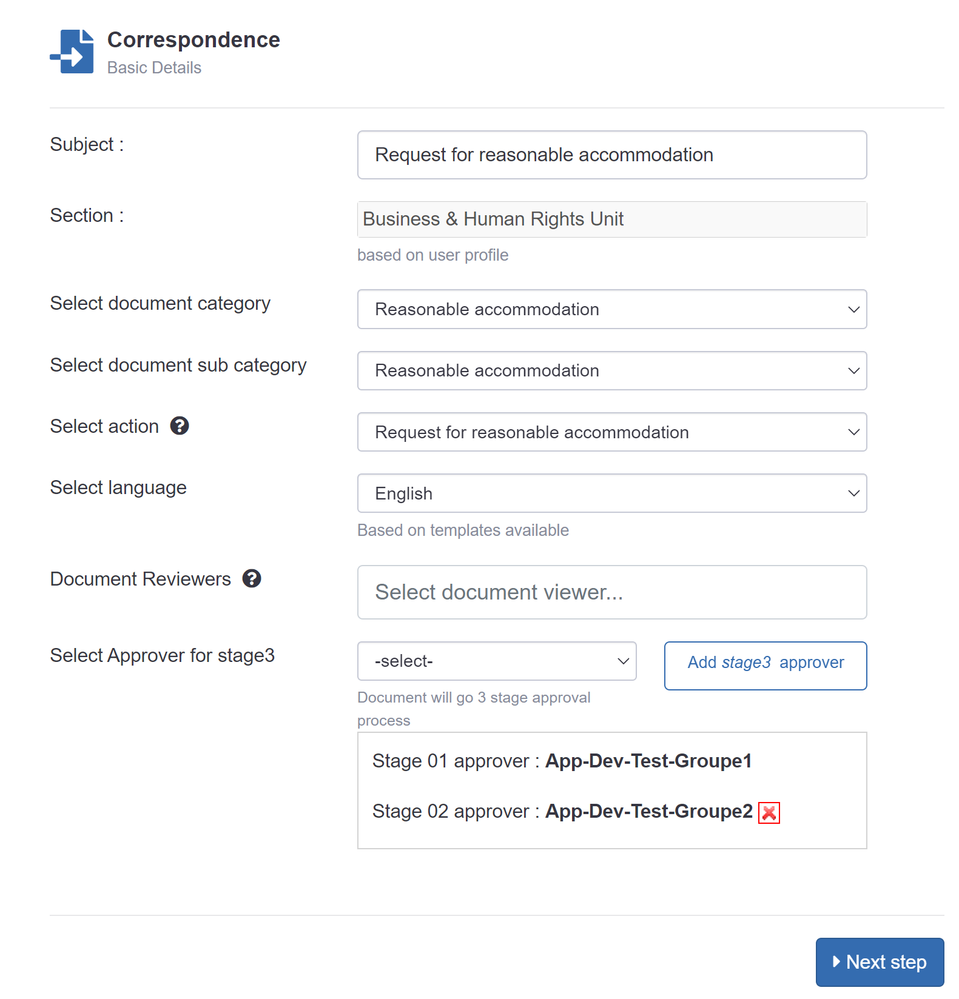 Correspondence
Basic Details
Subject :
Request for reasonable accommodation
Section :
Business & Human Rights Unit
based on user profile
Select document category
Reasonable accommodation
Select document sub category
Reasonable accommodation
Select action
Request for reasonable accommodation
Select language
English
Based on templates available
Document Reviewers
Select document viewer...
Select Approver for stage3
-select-
Add stage3 approver
Document will go 3 stage approval
process
Stage 01 approver : App-Dev-Test-Groupe1
Stage 02 approver : App-Dev-Test-Groupe2
Next step